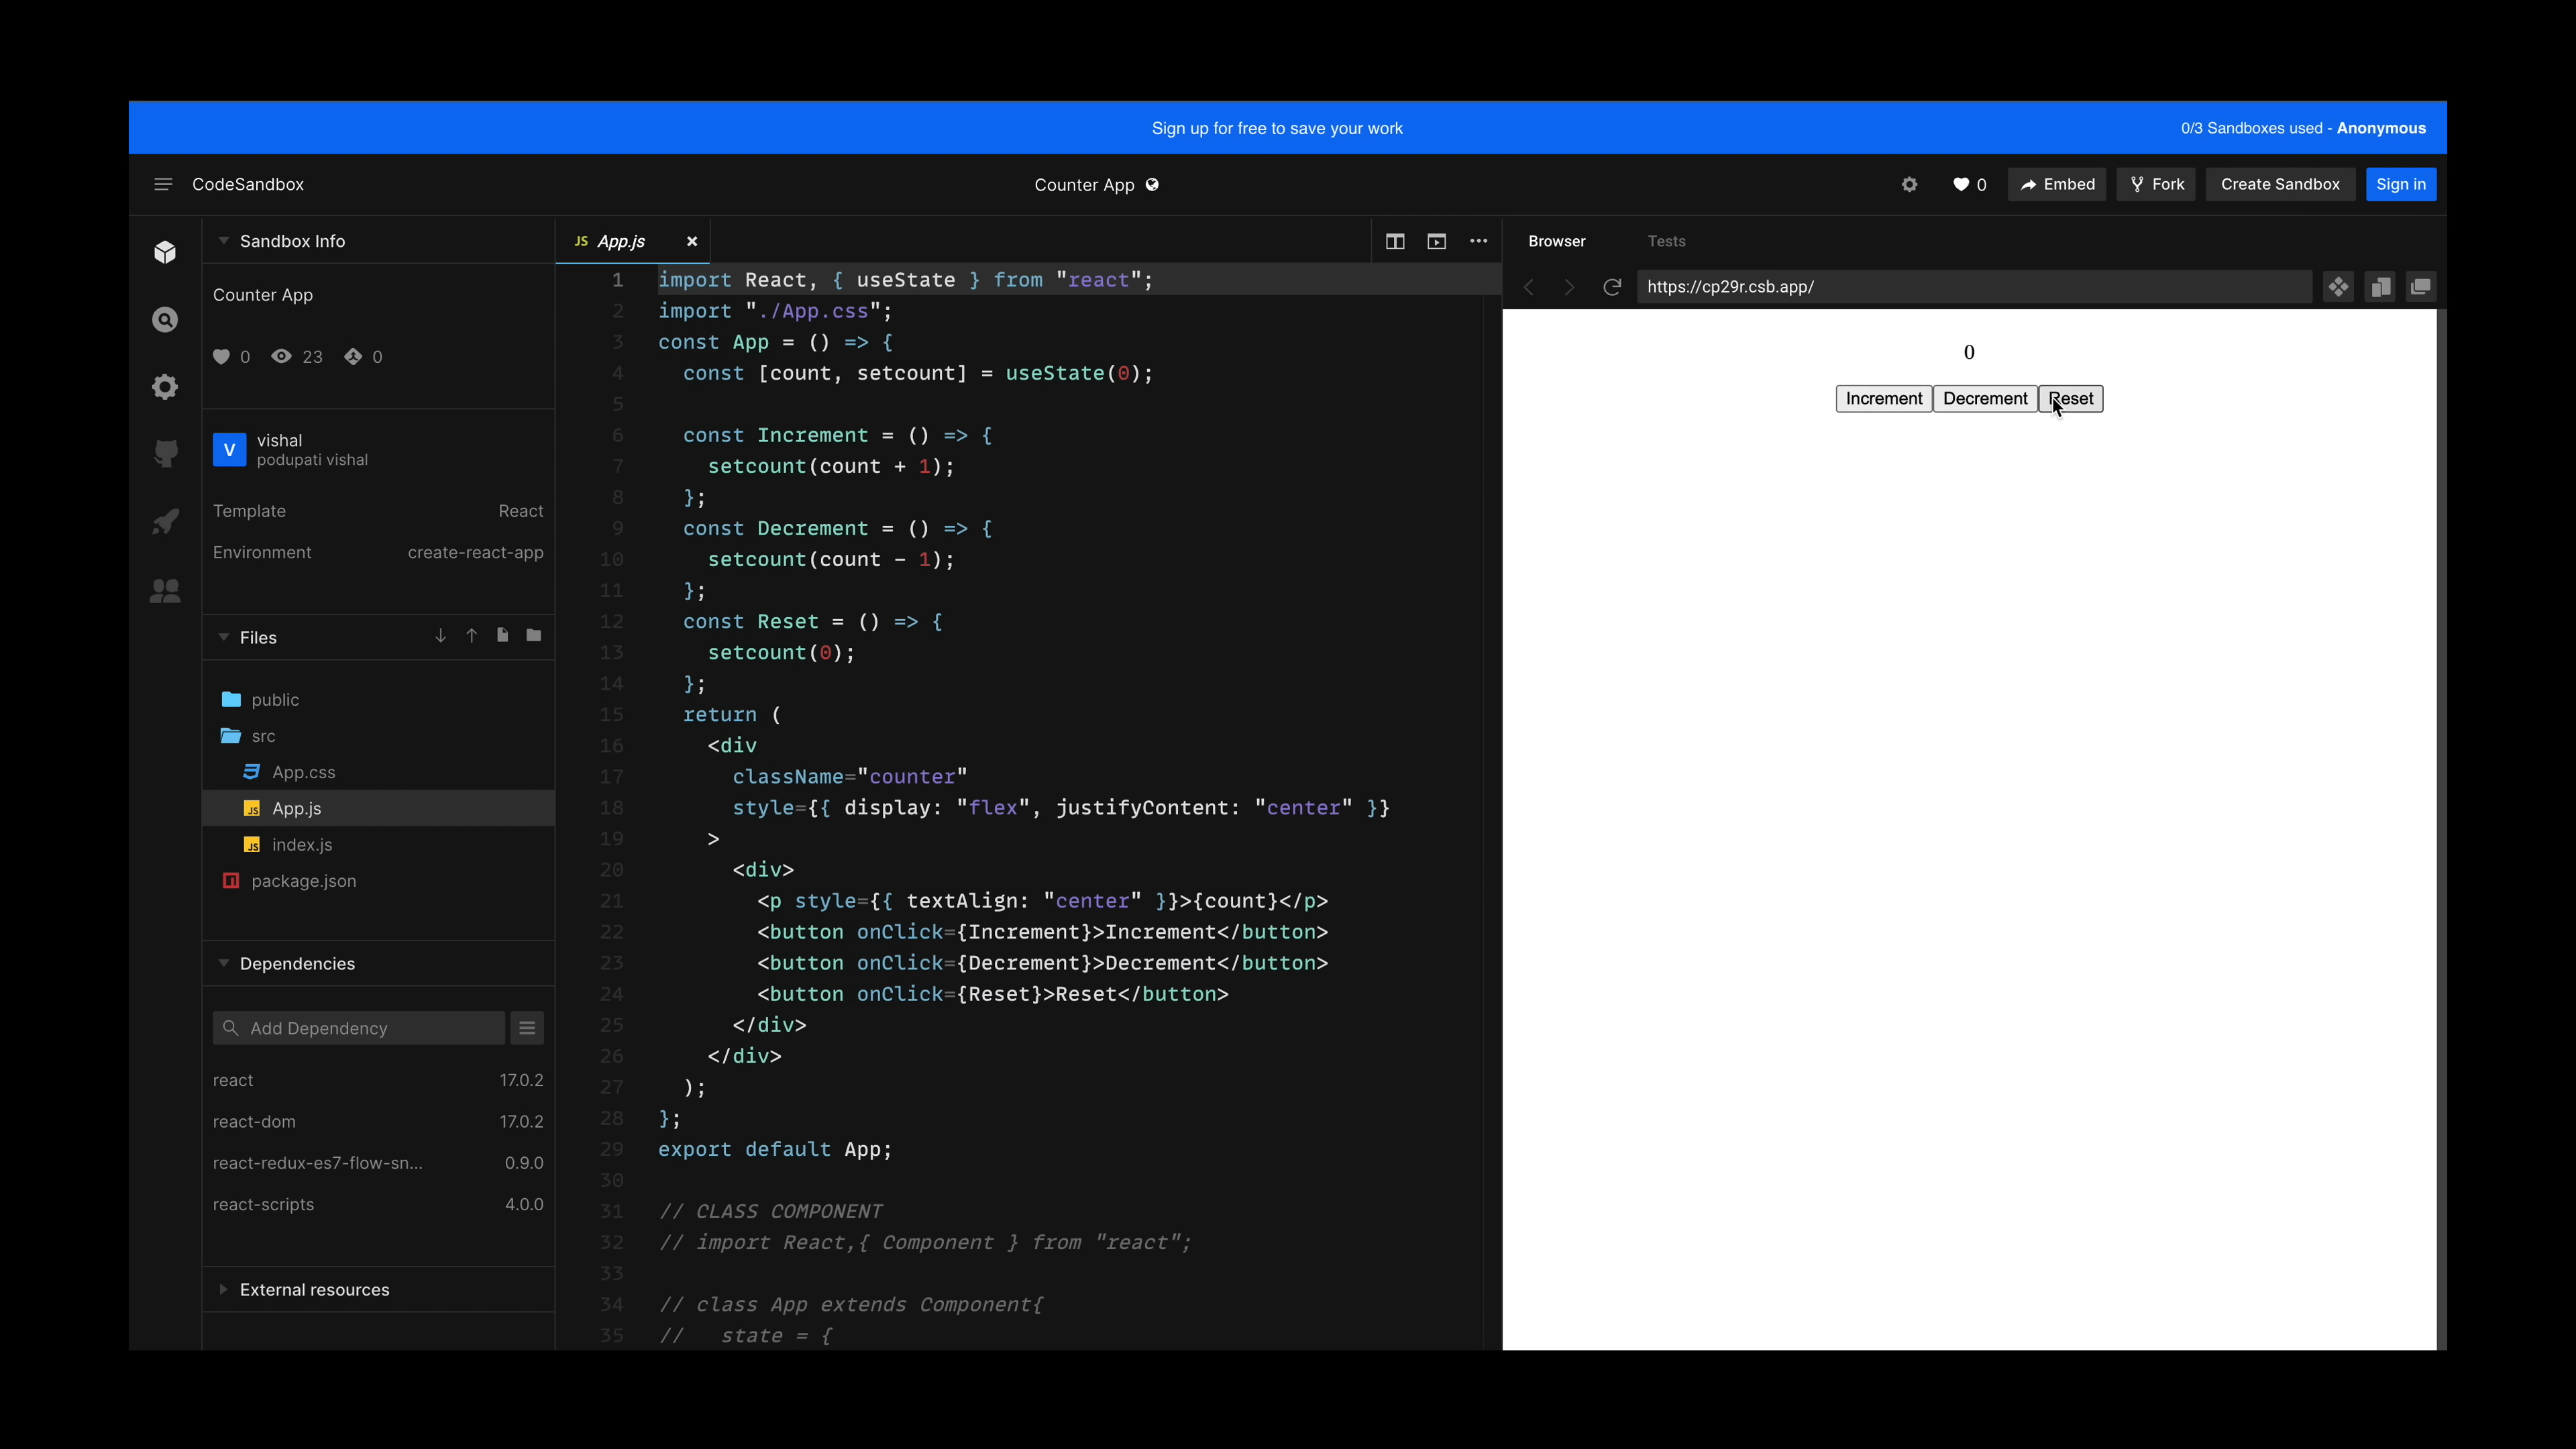 Sign up for free to save your work
0/3 Sandboxes used - Anonymous
CodeSandbox
Counter App
0
Embed
Fork
Create Sandbox
Sign in
Sandbox Info
Counter App
0 23 0
V
vishal
podupati vishal
Template React
Environment create-react-app
Files
public
src
App.css
JS App.js
JS index.js
package.json
Dependencies
Add Dependency
react 17.0.2
react-dom 17.0.2
react-redux-es7-flow-sn... 0.9.0
react-scripts 4.0.0
External resources
JS App.js
1 import React, { useState } from "react";
2 import "./App.css";
3 const App = () => {
4   const [count, setcount] = useState(0);
5
6   const Increment = () => {
7     setcount(count + 1);
8   };
9   const Decrement = () => {
10     setcount(count - 1);
11   };
12   const Reset = () => {
13     setcount(0);
14   };
15   return (
16     <div
17       className="counter"
18       style={{ display: "flex", justifyContent: "center" }}
19     >
20       <div>
21         <p style={{ textAlign: "center" }}>{count}</p>
22         <button onClick={Increment}>Increment</button>
23         <button onClick={Decrement}>Decrement</button>
24         <button onClick={Reset}>Reset</button>
25       </div>
26     </div>
27   );
28 };
29 export default App;
30
31 // CLASS COMPONENT
32 // import React,{ Component } from "react";
33
34 // class App extends Component{
35 //   state = {
Browser
Tests
https://cp29r.csb.app/
0
Increment Decrement Reset